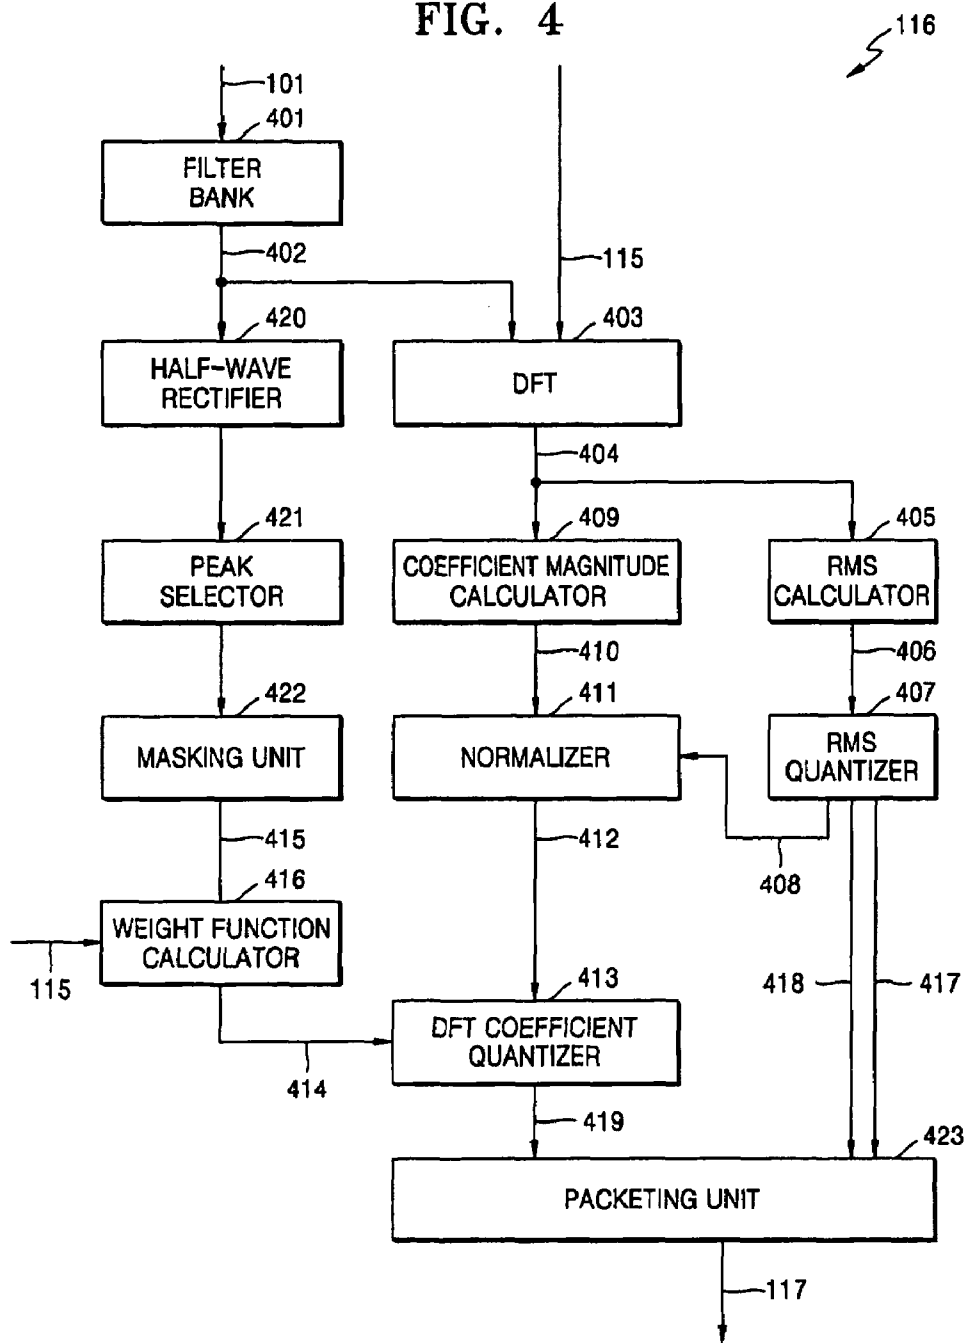 FIG. 4
116
101
401
FILTER
BANK
402
115
420
403
HALF-WAVE
RECTIFIER
DFT
404
421
409
405
PEAK
SELECTOR
COEFFICIENT MAGNITUDE
CALCULATOR
RMS
CALCULATOR
410
406
422
411
407
MASKING UNIT
NORMALIZER
RMS
QUANTIZER
415
412
408
416
WEIGHT FUNCTION
CALCULATOR
115
413
418
417
DFT COEFFICIENT
QUANTIZER
414
419
423
PACKETING UNIT
117